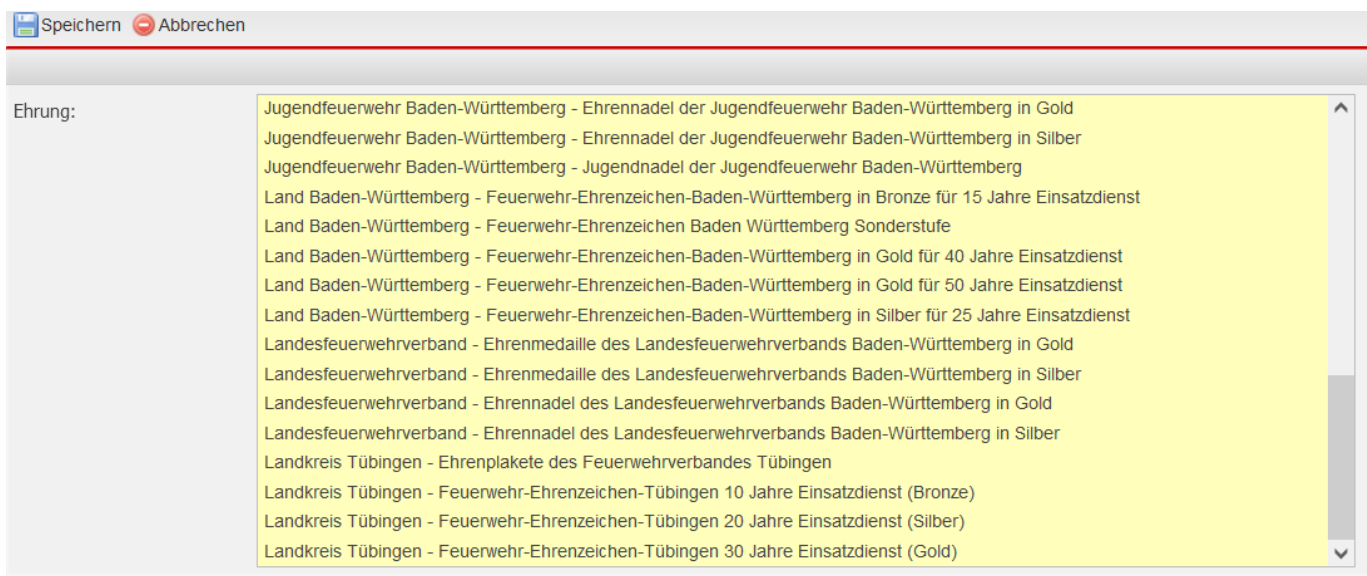 Speichern Abbrechen
Ehrung:
Jugendfeuerwehr Baden-Württemberg - Ehrennadel der Jugendfeuerwehr Baden-Württemberg in Gold
Jugendfeuerwehr Baden-Württemberg - Ehrennadel der Jugendfeuerwehr Baden-Württemberg in Silber
Jugendfeuerwehr Baden-Württemberg - Jugendnadel der Jugendfeuerwehr Baden-Württemberg
Land Baden-Württemberg - Feuerwehr-Ehrenzeichen-Baden-Württemberg in Bronze für 15 Jahre Einsatzdienst
Land Baden-Württemberg - Feuerwehr-Ehrenzeichen Baden Württemberg Sonderstufe
Land Baden-Württemberg - Feuerwehr-Ehrenzeichen-Baden-Württemberg in Gold für 40 Jahre Einsatzdienst
Land Baden-Württemberg - Feuerwehr-Ehrenzeichen-Baden-Württemberg in Gold für 50 Jahre Einsatzdienst
Land Baden-Württemberg - Feuerwehr-Ehrenzeichen-Baden-Württemberg in Silber für 25 Jahre Einsatzdienst
Landesfeuerwehrverband - Ehrenmedaille des Landesfeuerwehrverbands Baden-Württemberg in Gold
Landesfeuerwehrverband - Ehrenmedaille des Landesfeuerwehrverbands Baden-Württemberg in Silber
Landesfeuerwehrverband - Ehrennadel des Landesfeuerwehrverbands Baden-Württemberg in Gold
Landesfeuerwehrverband - Ehrennadel des Landesfeuerwehrverbands Baden-Württemberg in Silber
Landkreis Tübingen - Ehrenplakete des Feuerwehrverbandes Tübingen
Landkreis Tübingen - Feuerwehr-Ehrenzeichen-Tübingen 10 Jahre Einsatzdienst (Bronze)
Landkreis Tübingen - Feuerwehr-Ehrenzeichen-Tübingen 20 Jahre Einsatzdienst (Silber)
Landkreis Tübingen - Feuerwehr-Ehrenzeichen-Tübingen 30 Jahre Einsatzdienst (Gold)